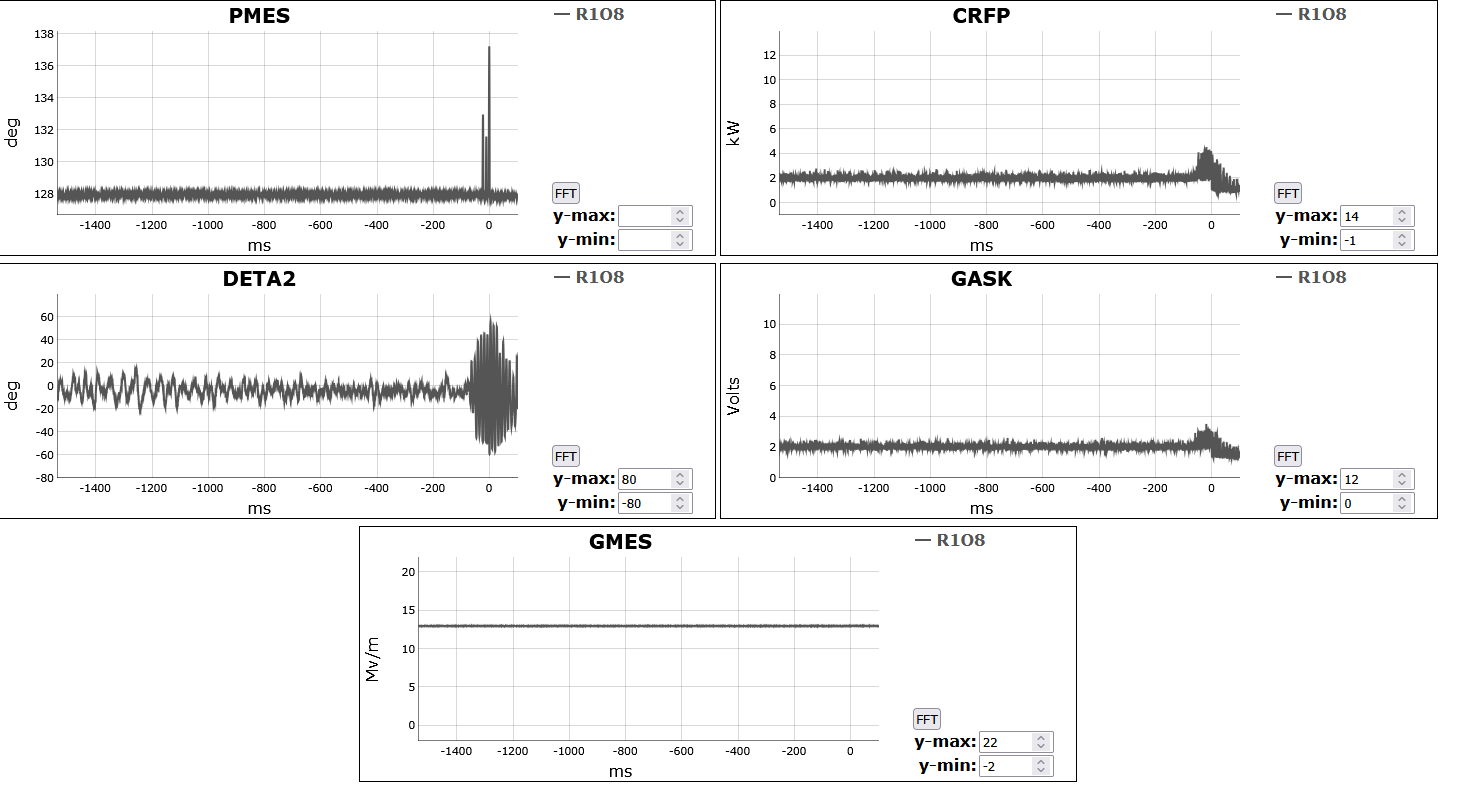 PMES
R1O8
138
136
134
132
130
128
deg
-1400 -1200 -1000 -800 -600 -400 -200 0
ms
FFT
y-max:
y-min:
CRFP
R1O8
12
10
8
6
4
2
0
kW
-1400 -1200 -1000 -800 -600 -400 -200 0
ms
FFT
y-max: 14
y-min: -1
DETA2
R1O8
60
40
20
0
-20
-40
-60
-80
deg
-1400 -1200 -1000 -800 -600 -400 -200 0
ms
FFT
y-max: 80
y-min: -80
GASK
R1O8
10
8
6
4
2
0
Volts
-1400 -1200 -1000 -800 -600 -400 -200 0
ms
FFT
y-max: 12
y-min: 0
GMES
R1O8
20
15
10
5
0
Mv/m
-1400 -1200 -1000 -800 -600 -400 -200 0
ms
FFT
y-max: 22
y-min: -2